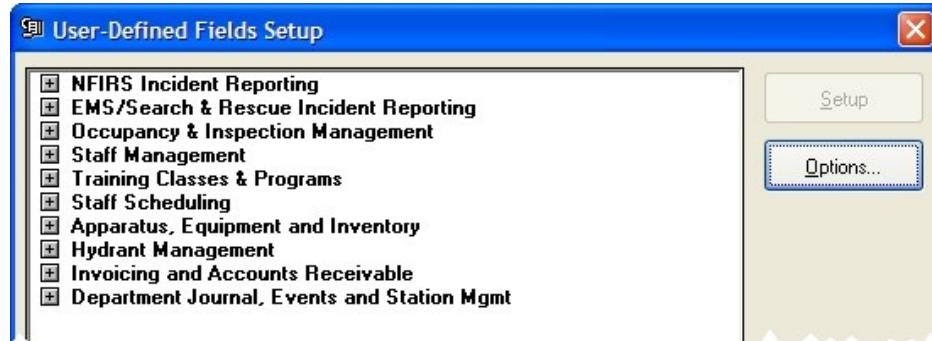 User-Defined Fields Setup
NFIRS Incident Reporting
EMS/Search & Rescue Incident Reporting
Occupancy & Inspection Management
Staff Management
Training Classes & Programs
Staff Scheduling
Apparatus, Equipment and Inventory
Hydrant Management
Invoicing and Accounts Receivable
Department Journal, Events and Station Mgmt
Setup
Options...